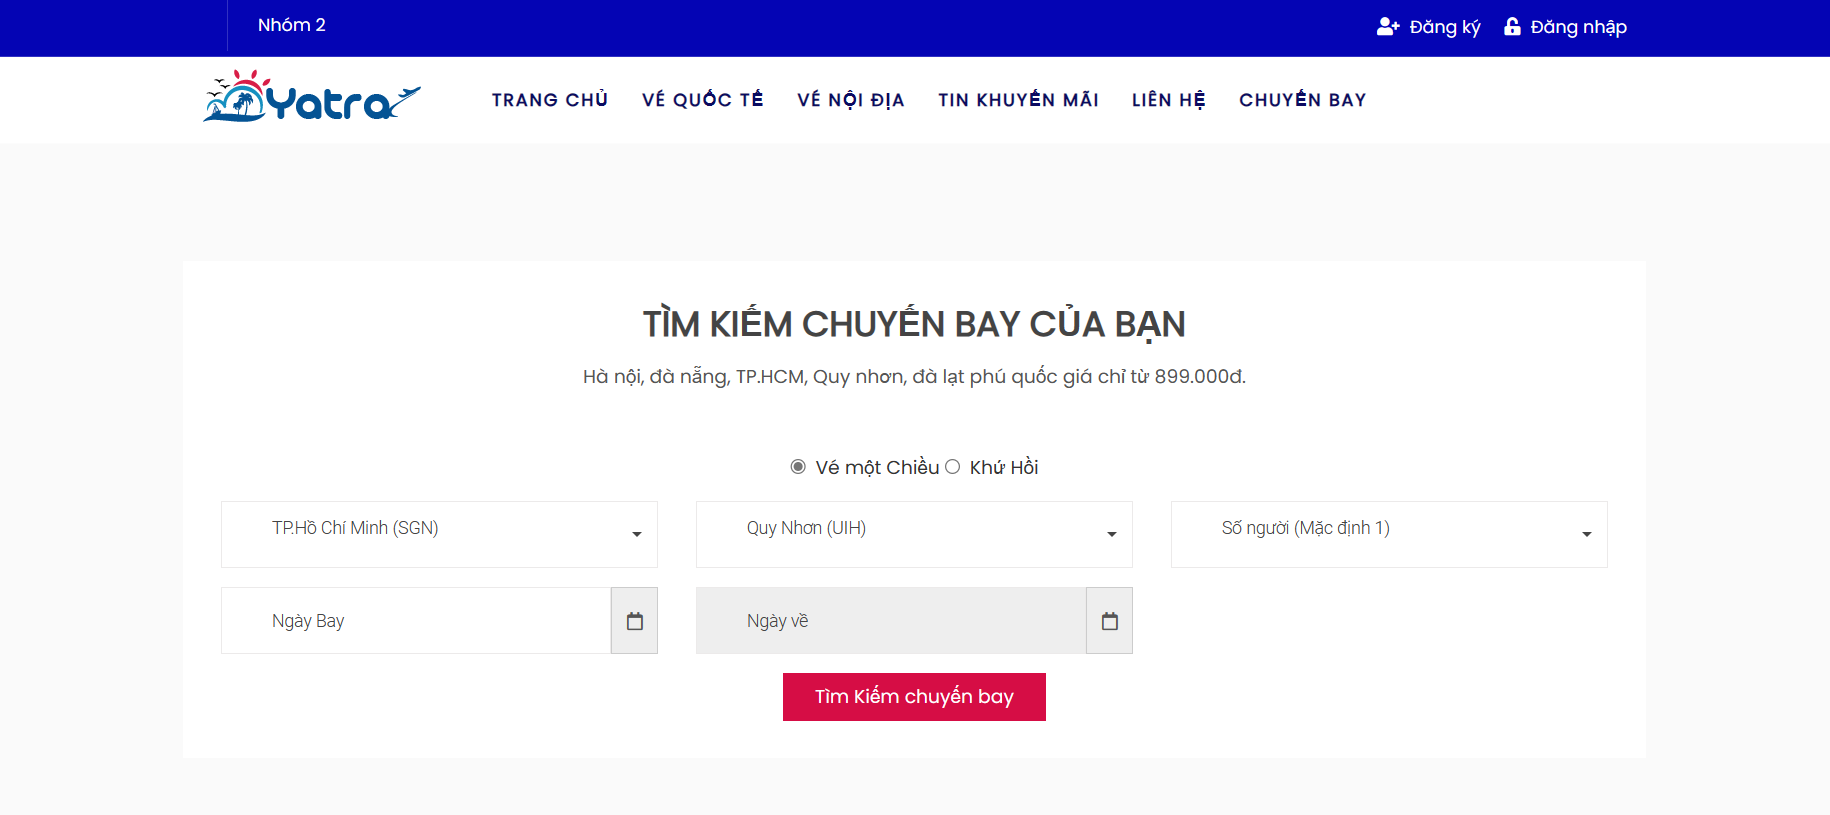 Nhóm 2
Đăng ký Đăng nhập
Yatra
TRANG CHỦ VÉ QUỐC TẾ VÉ NỘI ĐỊA TIN KHUYẾN MÃI LIÊN HỆ CHUYẾN BAY
TÌM KIẾM CHUYẾN BAY CỦA BẠN
Hà nội, đà nẵng, TP.HCM, Quy nhơn, đà lạt phú quốc giá chỉ từ 899.000đ.
Vé một Chiều Khứ Hồi
TP.Hồ Chí Minh (SGN) Quy Nhơn (UIH) Số người (Mặc định 1)
Ngày Bay Ngày về
Tìm Kiếm chuyến bay